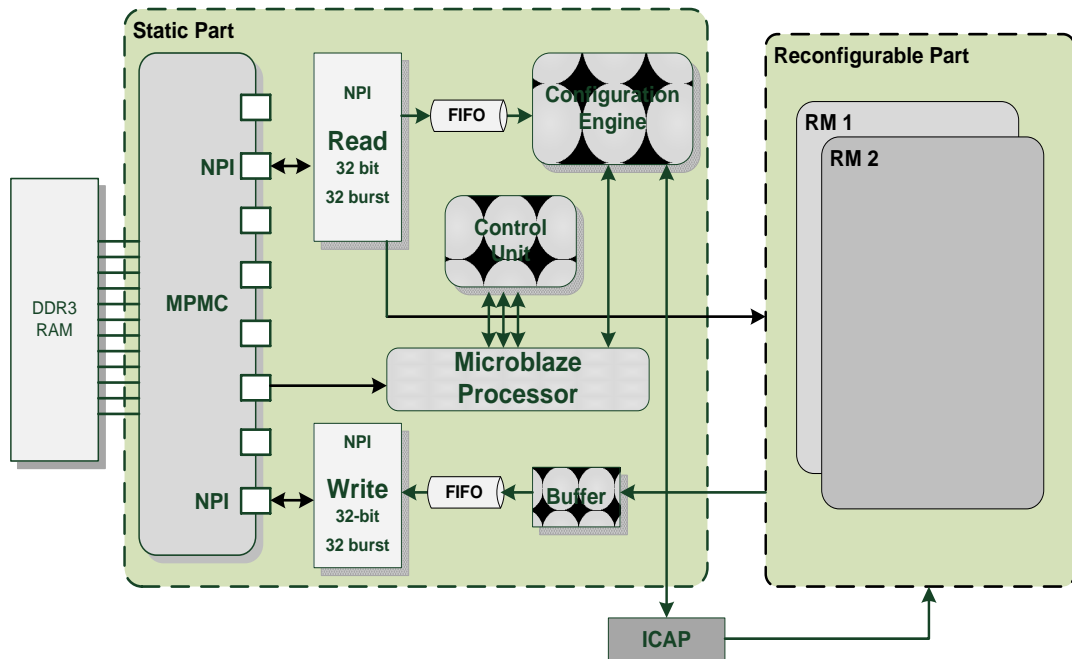 Static Part
Reconfigurable Part
NPI
Read
32 bit
32 burst
FIFO
Configuration
Engine
RM 1
RM 2
NPI
Control
Unit
DDR3
RAM
MPMC
Microblaze
Processor
NPI
Write
32-bit
32 burst
FIFO
Buffer
NPI
ICAP